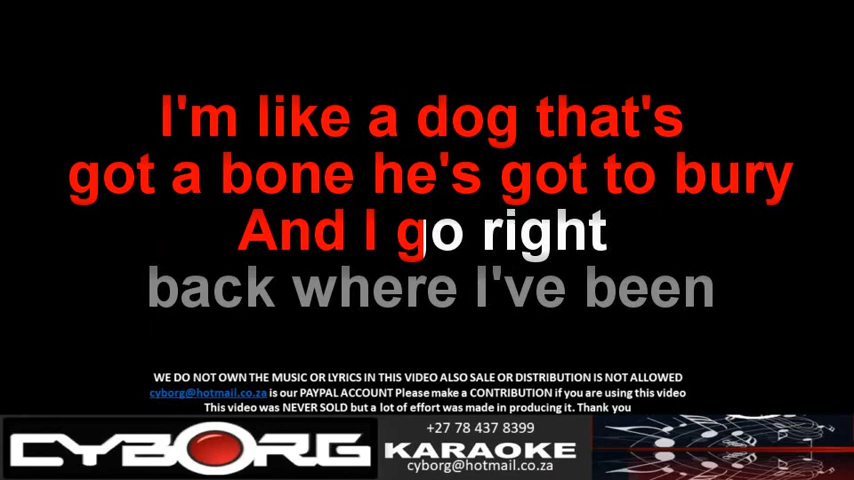 I'm like a dog that's
got a bone he's got to bury
And I go right
back where I've been
WE DO NOT OWN THE MUSIC OR LYRICS IN THIS VIDEO ALSO SALE OR DISTRIBUTION IS NOT ALLOWED
cyborg@hotmail.co.za is our PAYPAL ACCOUNT Please make a CONTRIBUTION if you are using this video
This video was NEVER SOLD but a lot of effort was made in producing it. Thank you
CYBORG
+27 78 437 8399
KARAOKE
cyborg@hotmail.co.za